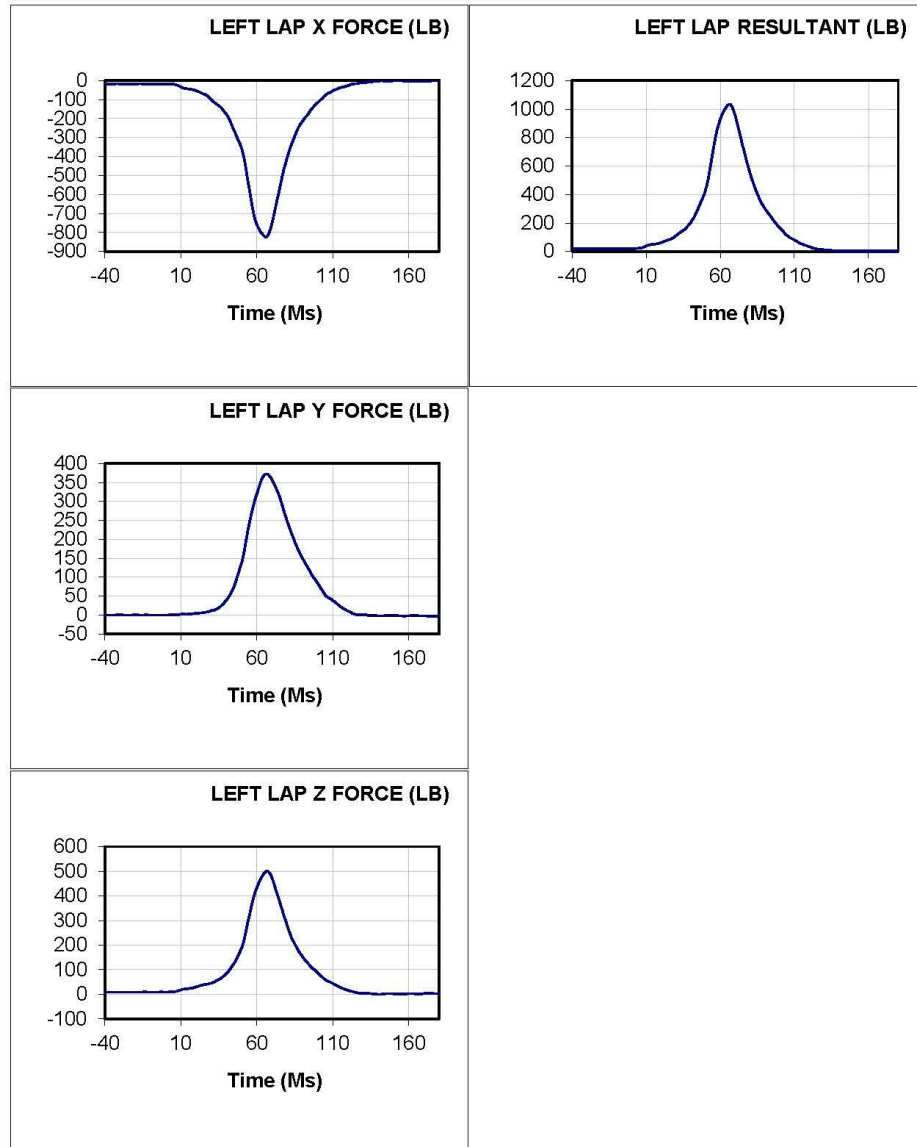 LEFT LAP X FORCE (LB)
0
-100
-200
-300
-400
-500
-600
-700
-800
-900
-40 10 60 110 160
Time (Ms)
LEFT LAP RESULTANT (LB)
1200
1000
800
600
400
200
0
-40 10 60 110 160
Time (Ms)
LEFT LAP Y FORCE (LB)
400
350
300
250
200
150
100
50
0
-50
-40 10 60 110 160
Time (Ms)
LEFT LAP Z FORCE (LB)
600
500
400
300
200
100
0
-100
-40 10 60 110 160
Time (Ms)